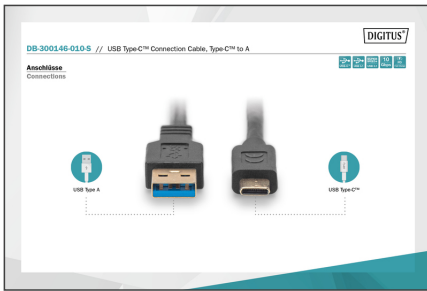 DIGITUS®
DB-300146-010-S // USB Type-C™ Connection Cable, Type-C™ to A
Anschlüsse
Connections
10
Gbps
USB Type A
USB Type-C™